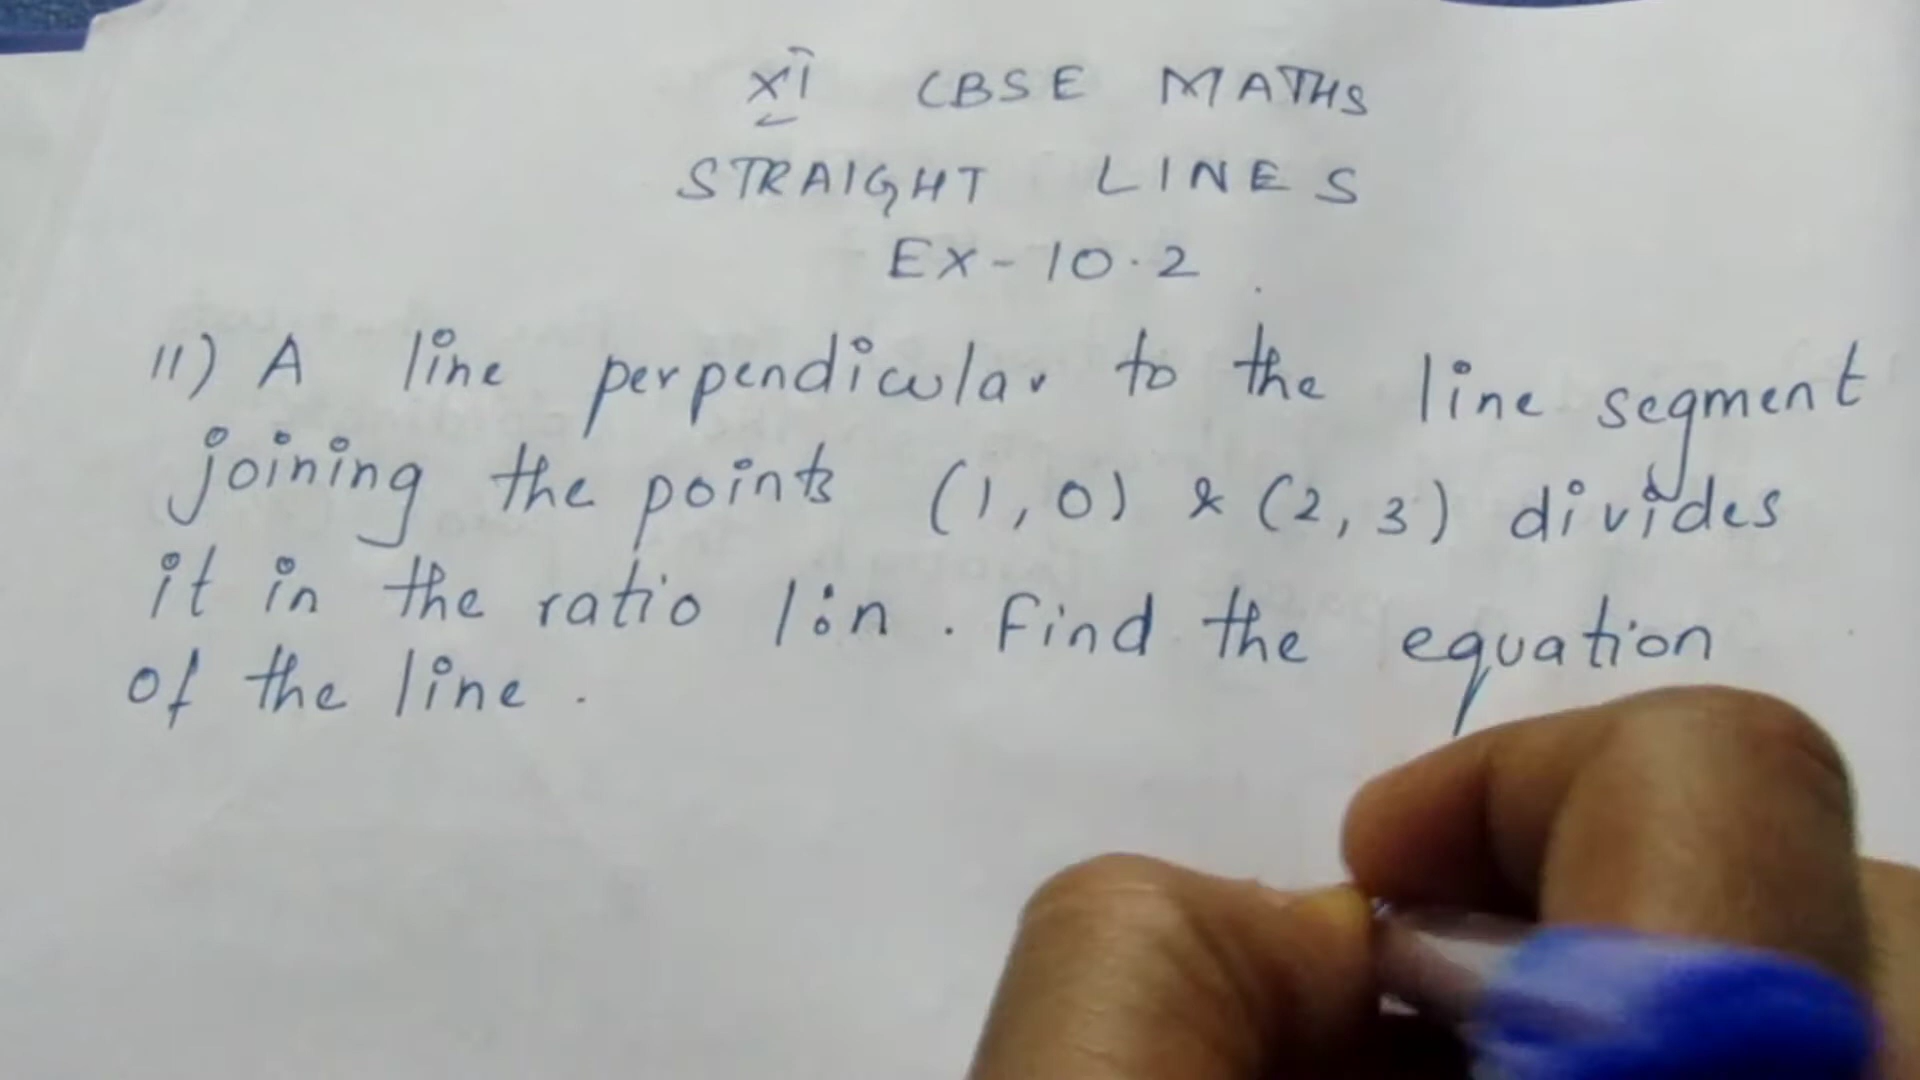 XI CBSE MATHS
STRAIGHT LINES
EX-10.2
11) A line perpendicular to the line segment
joining the points (1,0) & (2,3) divides
it in the ratio 1:n. Find the equation
of the line.